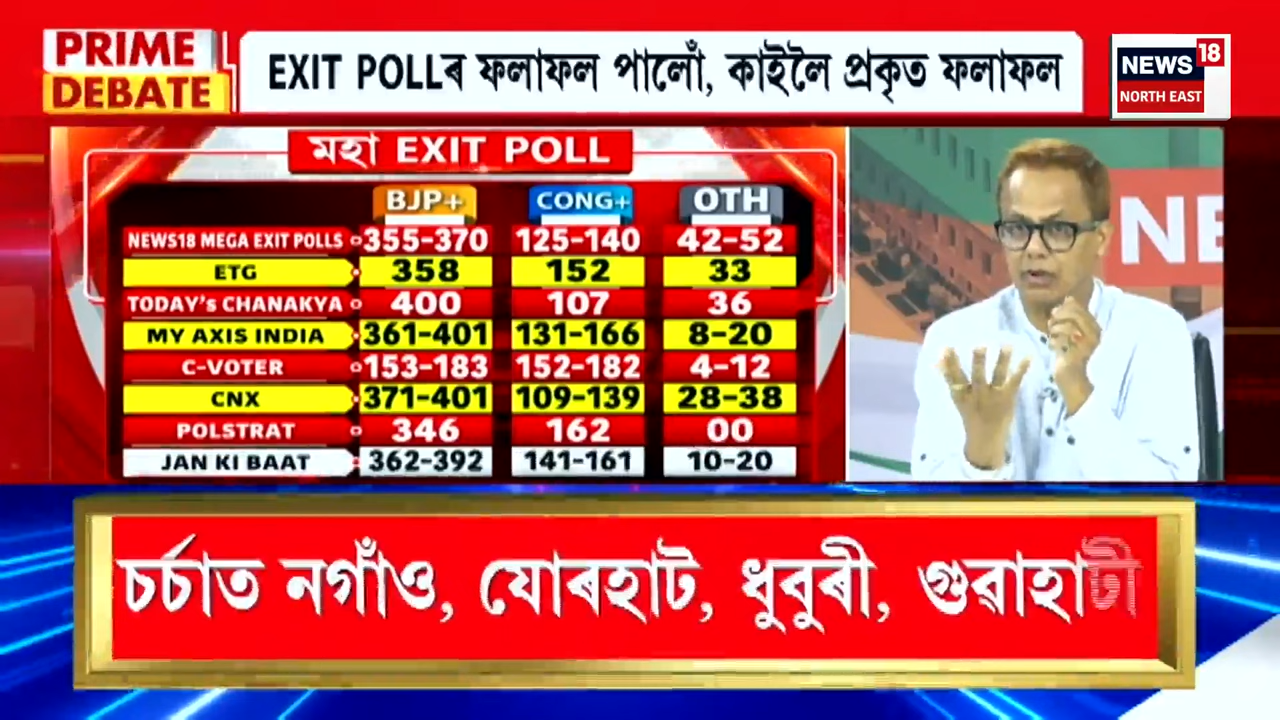 PRIME
DEBATE
EXIT POLLৰ ফলাফল পালোঁ, কাইলৈ প্ৰকৃত ফলাফল
NEWS 18
NORTH EAST
মহা EXIT POLL
BJP+ CONG+ OTH
NEWS18 MEGA EXIT POLLS 355-370 125-140 42-52
ETG 358 152 33
TODAY's CHANAKYA 400 107 36
MY AXIS INDIA 361-401 131-166 8-20
C-VOTER 153-183 152-182 4-12
CNX 371-401 109-139 28-38
POLSTRAT 346 162 00
JAN KI BAAT 362-392 141-161 10-20
NE
চৰ্চাত নগাঁও, যোৰহাট, ধুবুৰী, গুৱাহাটী